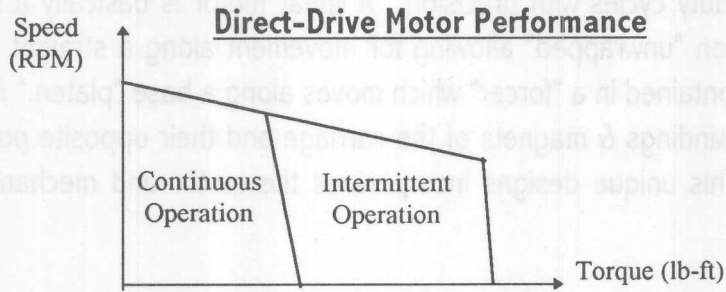 Direct-Drive Motor Performance
Speed
(RPM)
Continuous
Operation
Intermittent
Operation
Torque (lb-ft)